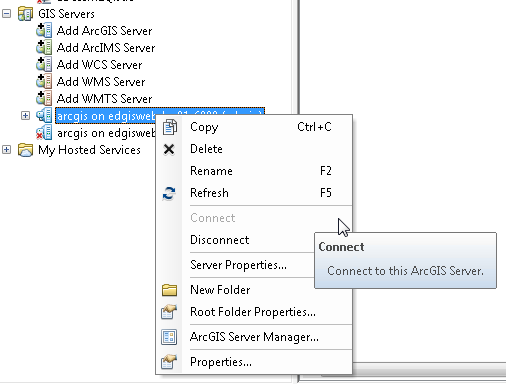 GIS Servers
Add ArcGIS Server
Add ArcIMS Server
Add WCS Server
Add WMS Server
Add WMTS Server
arcgis on edgisweb
arcgis on edgisweb
My Hosted Services
Copy Ctrl+C
Delete
Rename F2
Refresh F5
Connect
Disconnect
Server Properties...
New Folder
Root Folder Properties...
ArcGIS Server Manager...
Properties...
Connect
Connect to this ArcGIS Server.